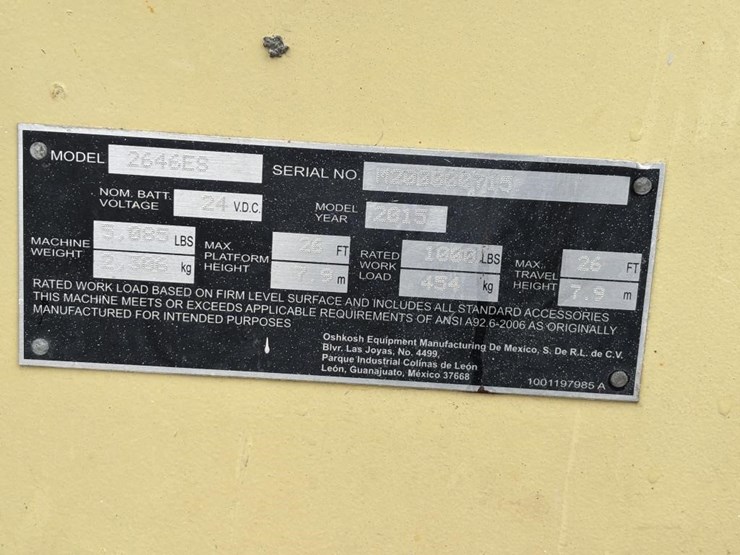 MODEL 2646ES SERIAL NO.
NOM. BATT. VOLTAGE 24 V.D.C. MODEL YEAR 2015
MACHINE WEIGHT LBS kg MAX. PLATFORM HEIGHT 26 FT 7.9 m RATED WORK LOAD 1000 LBS 454 kg MAX. TRAVEL HEIGHT 26 FT 7.9 m
RATED WORK LOAD BASED ON FIRM LEVEL SURFACE AND INCLUDES ALL STANDARD ACCESSORIES
THIS MACHINE MEETS OR EXCEEDS APPLICABLE REQUIREMENTS OF ANSI A92.6-2006 AS ORIGINALLY
MANUFACTURED FOR INTENDED PURPOSES
Oshkosh Equipment Manufacturing De Mexico, S. De R.L. de C.V.
Blvr. Las Joyas, No. 4499,
Parque Industrial Colinas de León
León, Guanajuato, México 37668
1001197985 A